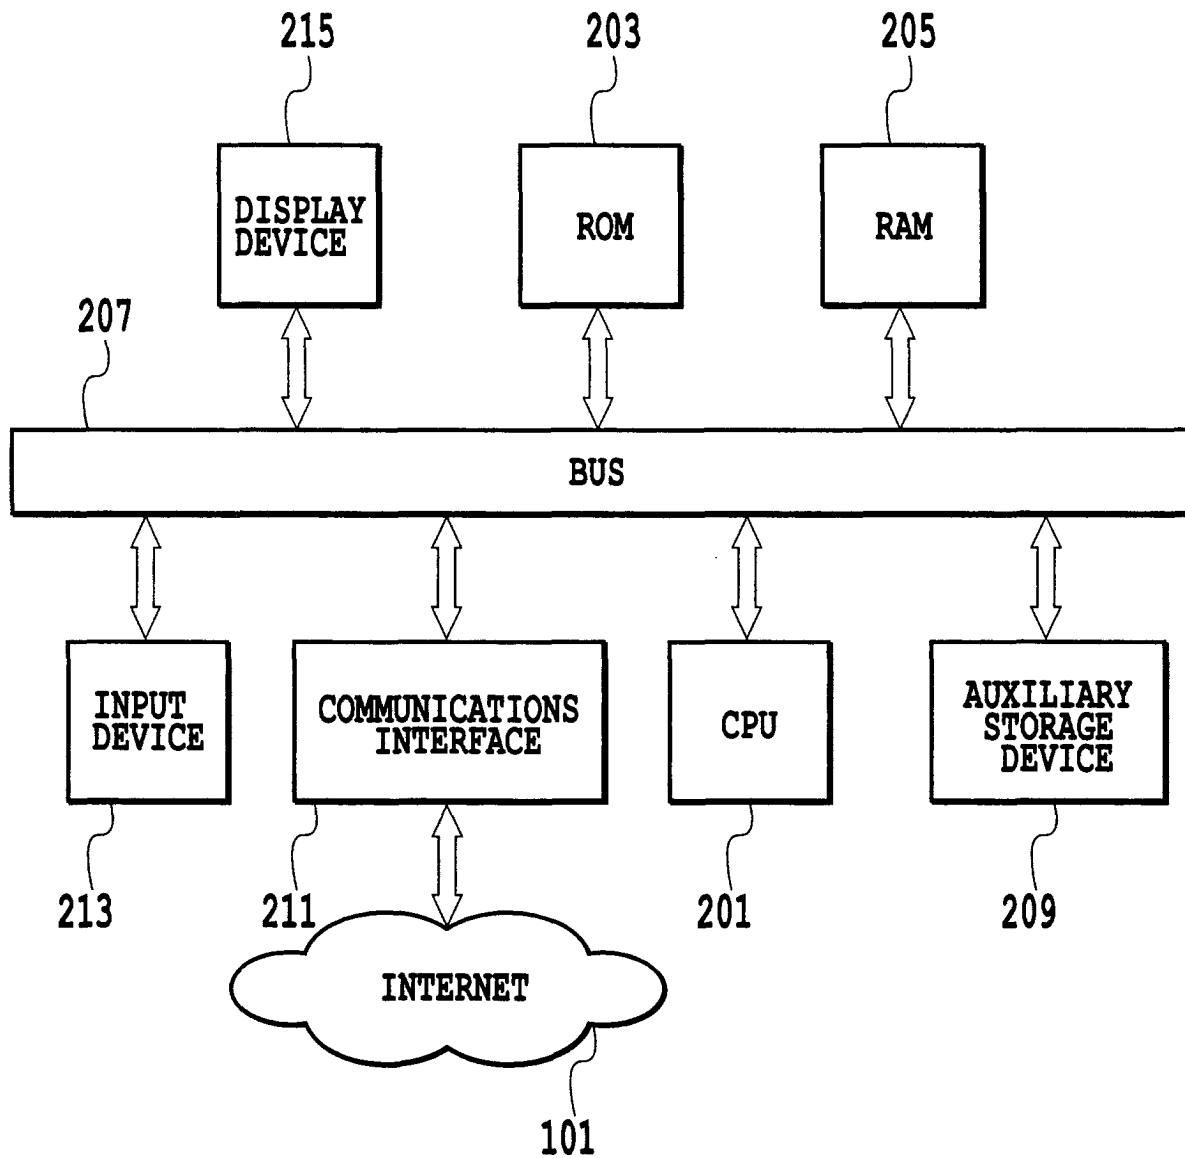 215
203
205
DISPLAY
DEVICE
ROM
RAM
207
BUS
INPUT
DEVICE
COMMUNICATIONS
INTERFACE
CPU
AUXILIARY
STORAGE
DEVICE
213
211
201
209
INTERNET
101